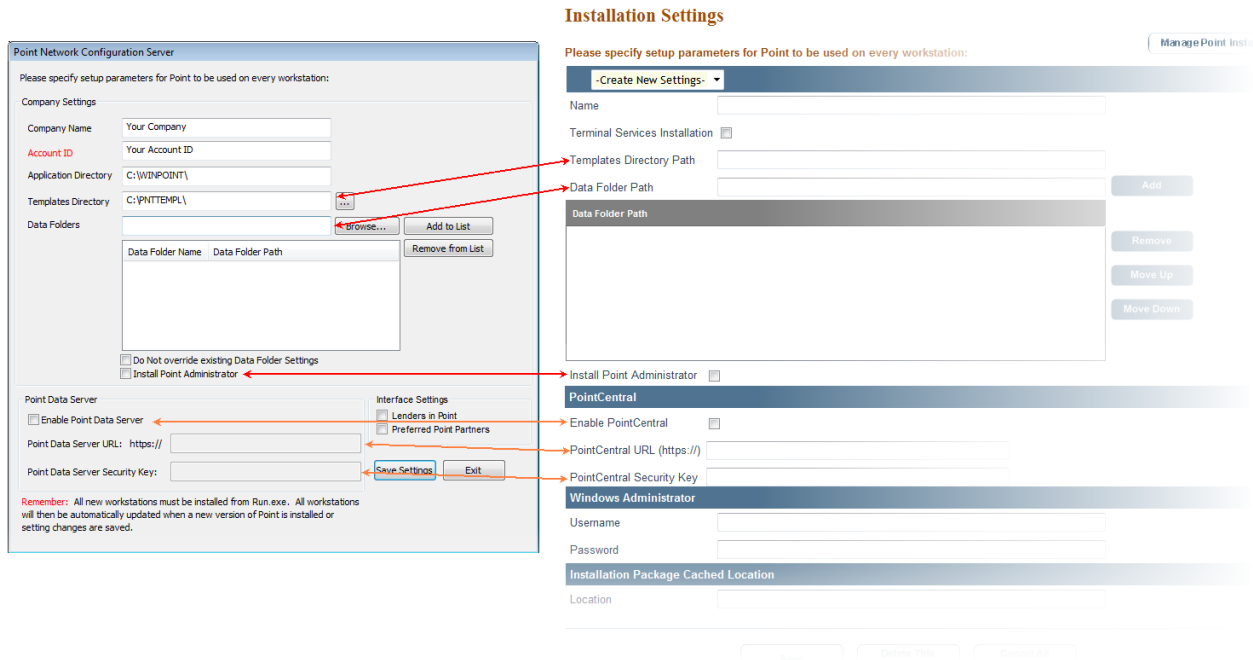 Point Network Configuration Server
Please specify setup parameters for Point to be used on every workstation:
Company Settings
Company Name
Your Company
Account ID
Your Account ID
Application Directory
C:\WINPOINT\
Templates Directory
C:\PNTTEMPL\
...
Data Folders
Browse...
Add to List
Data Folder Name
Data Folder Path
Remove from List
Do Not override existing Data Folder Settings
Install Point Administrator
Point Data Server
Enable Point Data Server
Point Data Server URL: https://
Point Data Server Security Key:
Interface Settings
Lenders in Point
Preferred Point Partners
Save Settings
Exit
Remember: All new workstations must be installed from Run.exe. All workstations
will then be automatically updated when a new version of Point is installed or
setting changes are saved.
Installation Settings
Manage Point
Please specify setup parameters for Point to be used on every workstation:
-Create New Settings-
Name
Terminal Services Installation
Templates Directory Path
Data Folder Path
Add
Data Folder Path
Remove
Move Up
Move Down
Install Point Administrator
PointCentral
Enable PointCentral
PointCentral URL (https://)
PointCentral Security Key
Windows Administrator
Username
Password
Installation Package Cached Location
Location